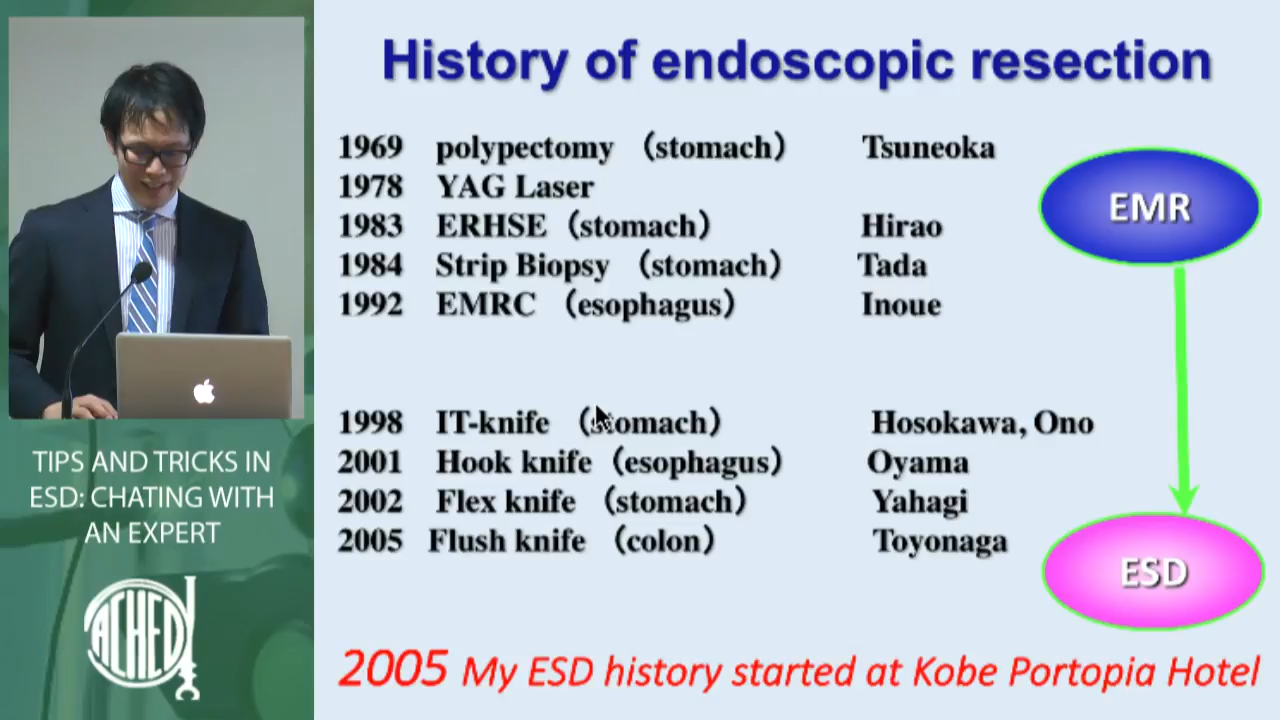 History of endoscopic resection
1969 polypectomy （stomach） Tsuneoka
1978 YAG Laser
1983 ERHSE （stomach） Hirao
1984 Strip Biopsy （stomach） Tada
1992 EMRC （esophagus） Inoue
EMR
1998 IT-knife （stomach） Hosokawa, Ono
2001 Hook knife （esophagus） Oyama
2002 Flex knife （stomach） Yahagi
2005 Flush knife （colon） Toyonaga
ESD
2005 My ESD history started at Kobe Portopia Hotel
TIPS AND TRICKS IN
ESD: CHATING WITH
AN EXPERT
ACHED